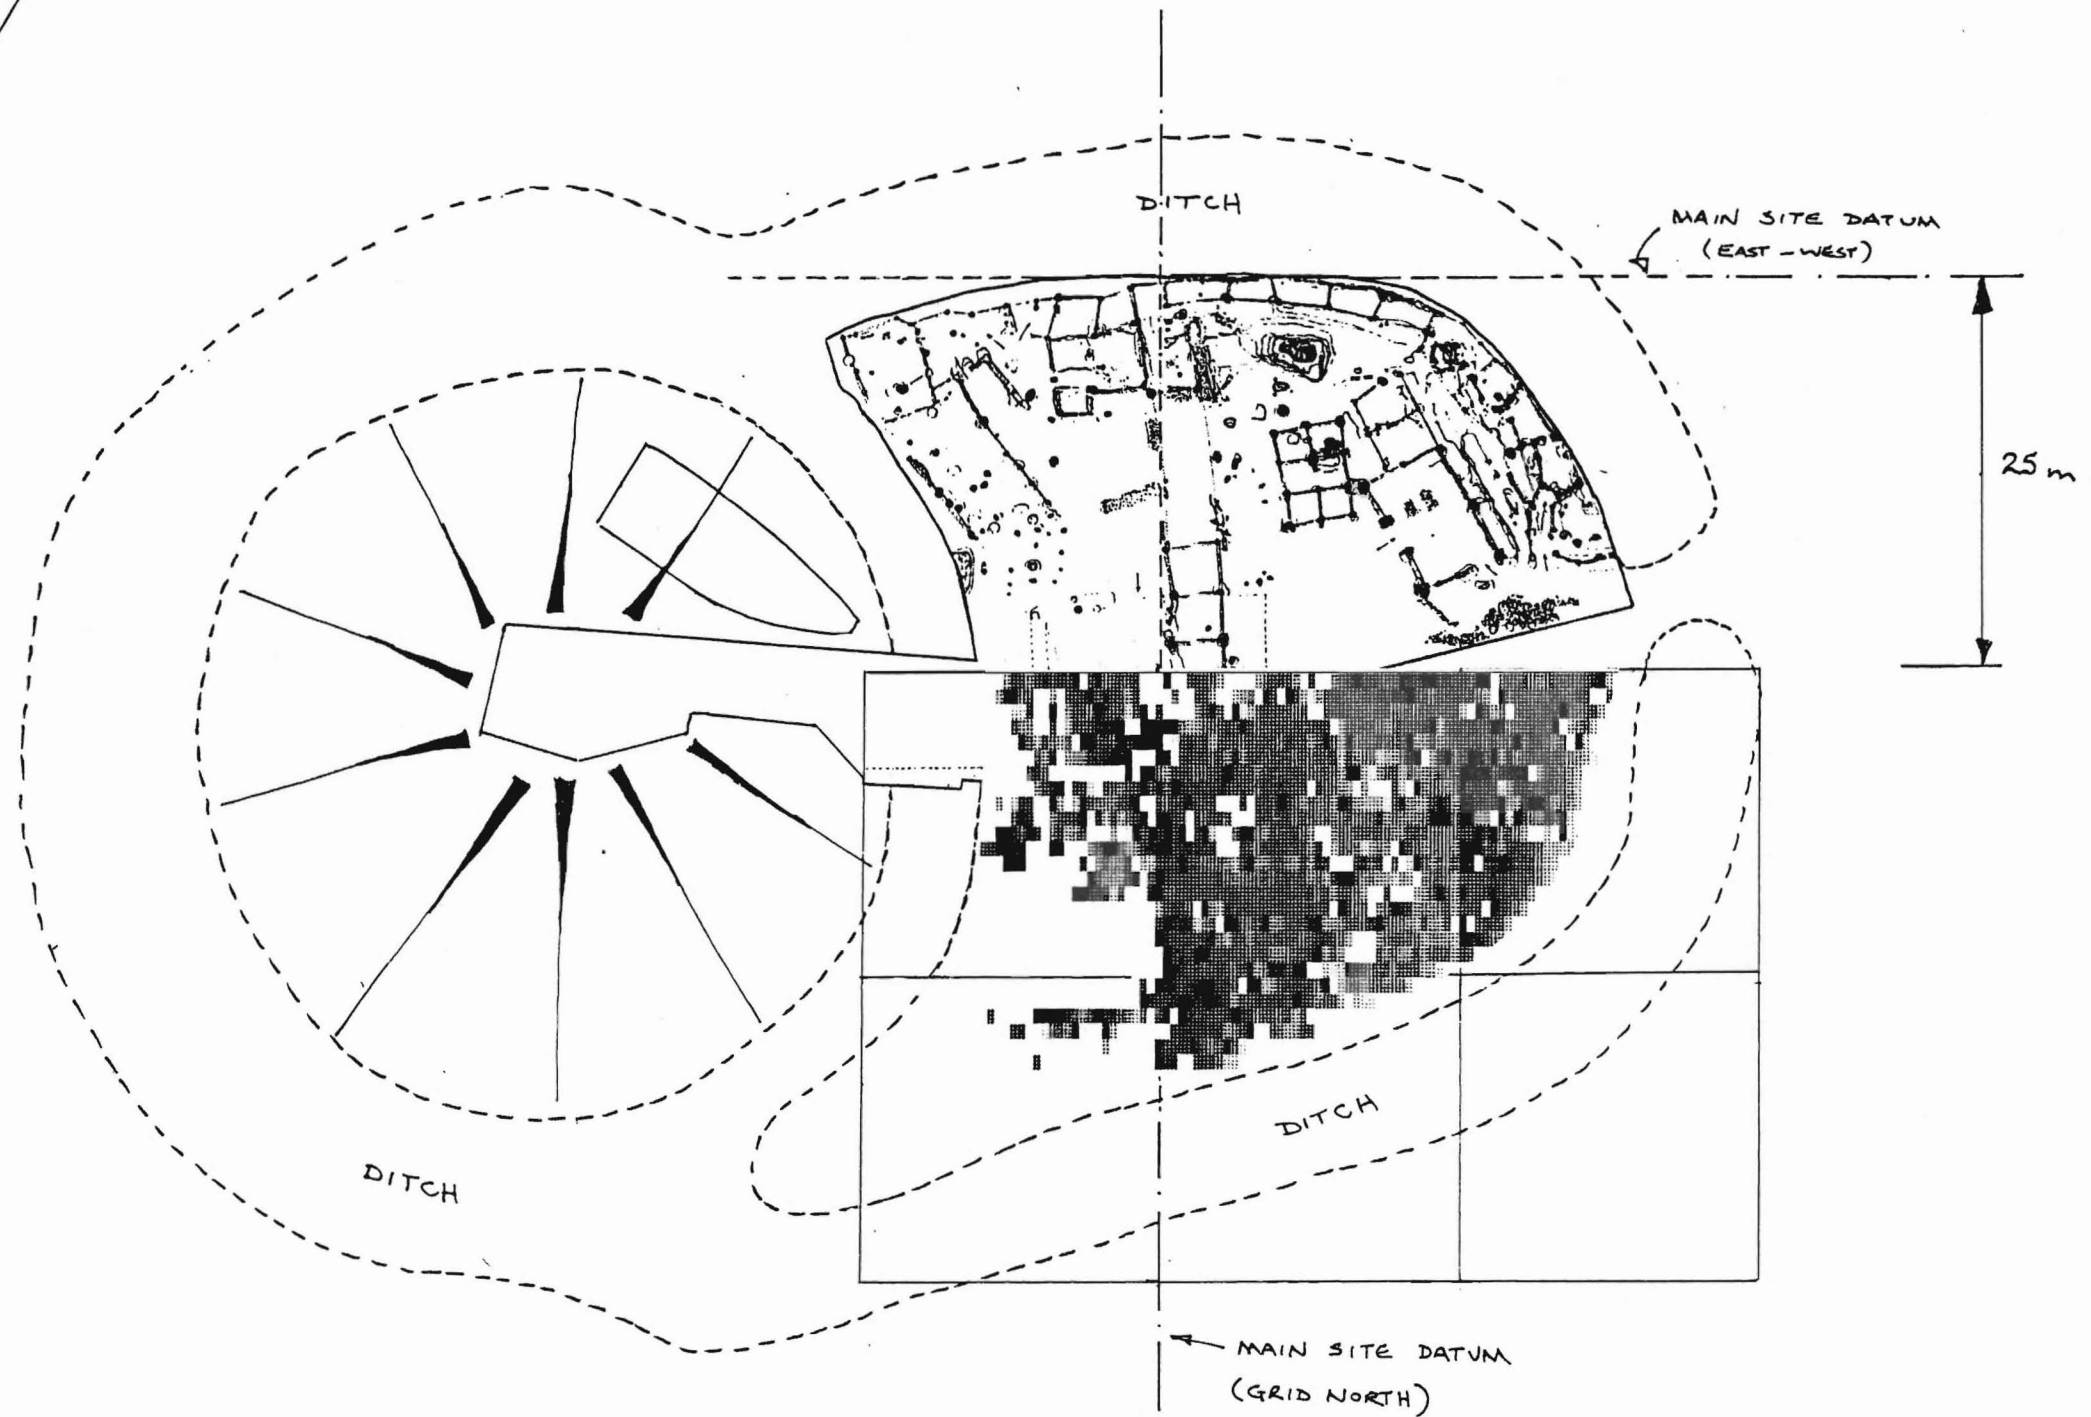 DITCH
MAIN SITE DATUM
(EAST - WEST)
25 m
DITCH
DITCH
MAIN SITE DATUM
(GRID NORTH)